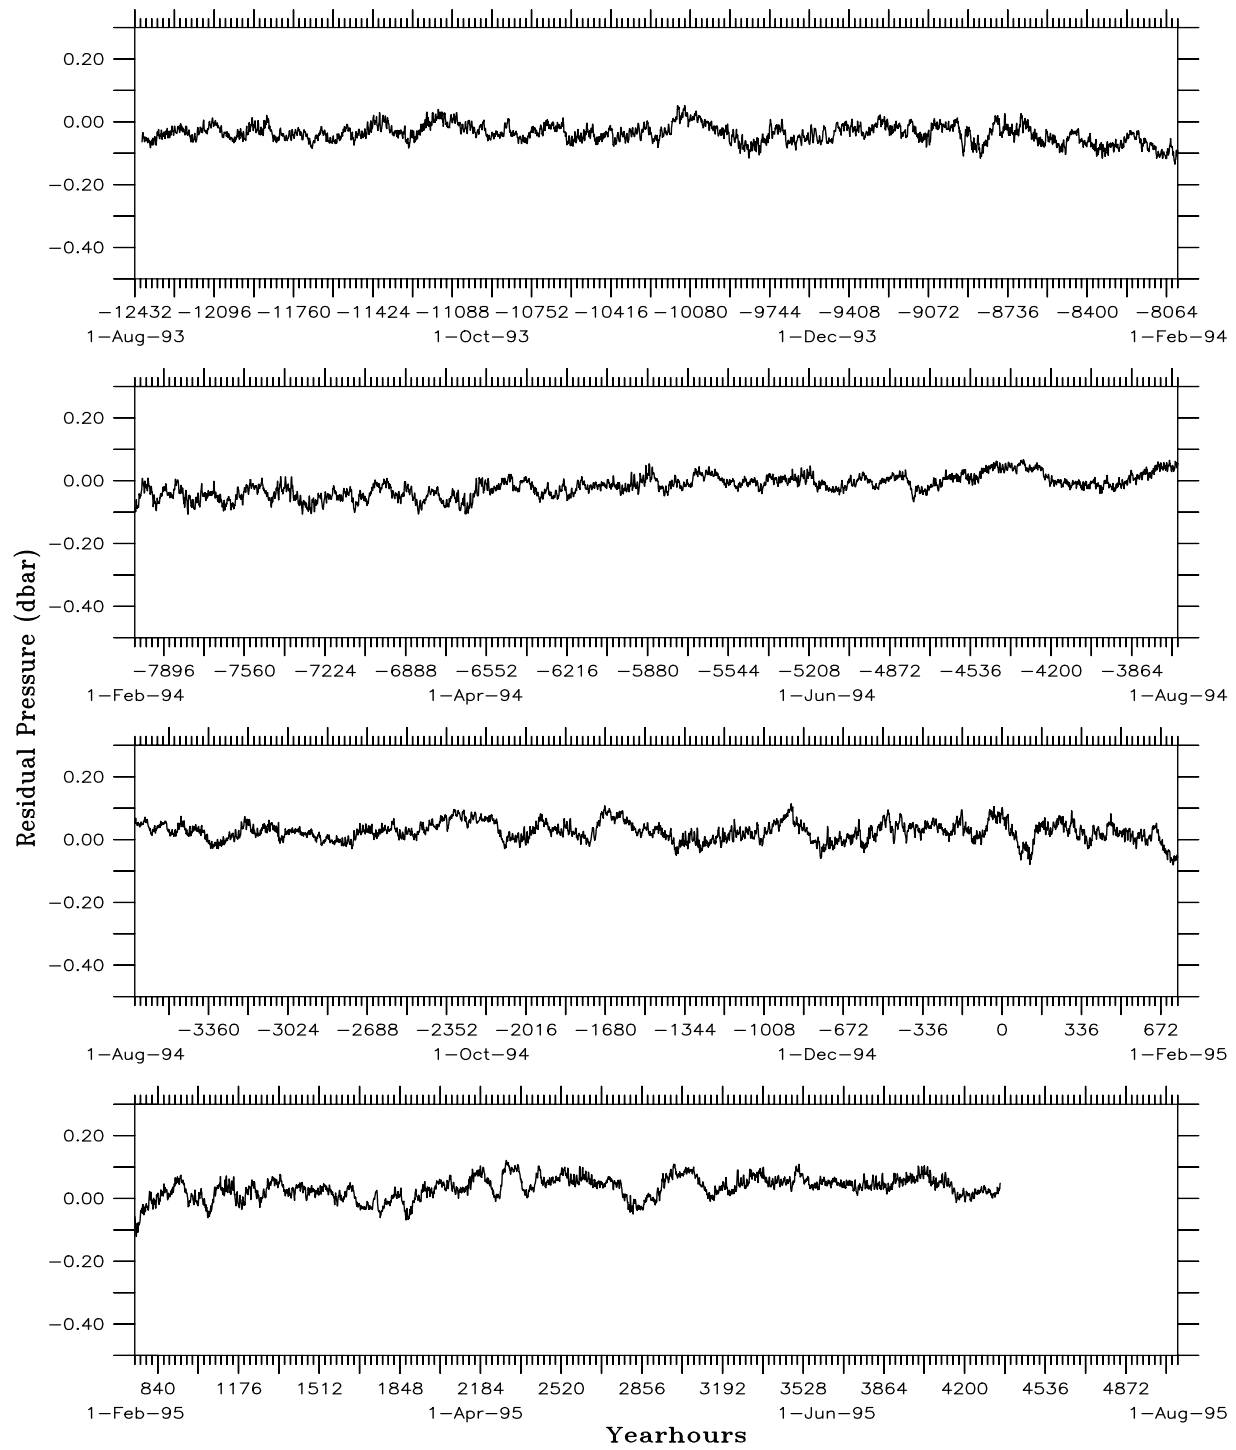 0.20
0.00
−0.20
−0.40
−12432 −12096 −11760 −11424 −11088 −10752 −10416 −10080 −9744 −9408 −9072 −8736 −8400 −8064
1−Aug−93 1−Oct−93 1−Dec−93 1−Feb−94
0.20
0.00
−0.20
−0.40
−7896 −7560 −7224 −6888 −6552 −6216 −5880 −5544 −5208 −4872 −4536 −4200 −3864
1−Feb−94 1−Apr−94 1−Jun−94 1−Aug−94
Residual Pressure (dbar)
0.20
0.00
−0.20
−0.40
−3360 −3024 −2688 −2352 −2016 −1680 −1344 −1008 −672 −336 0 336 672
1−Aug−94 1−Oct−94 1−Dec−94 1−Feb−95
0.20
0.00
−0.20
−0.40
840 1176 1512 1848 2184 2520 2856 3192 3528 3864 4200 4536 4872
1−Feb−95 1−Apr−95 1−Jun−95 1−Aug−95
Yearhours